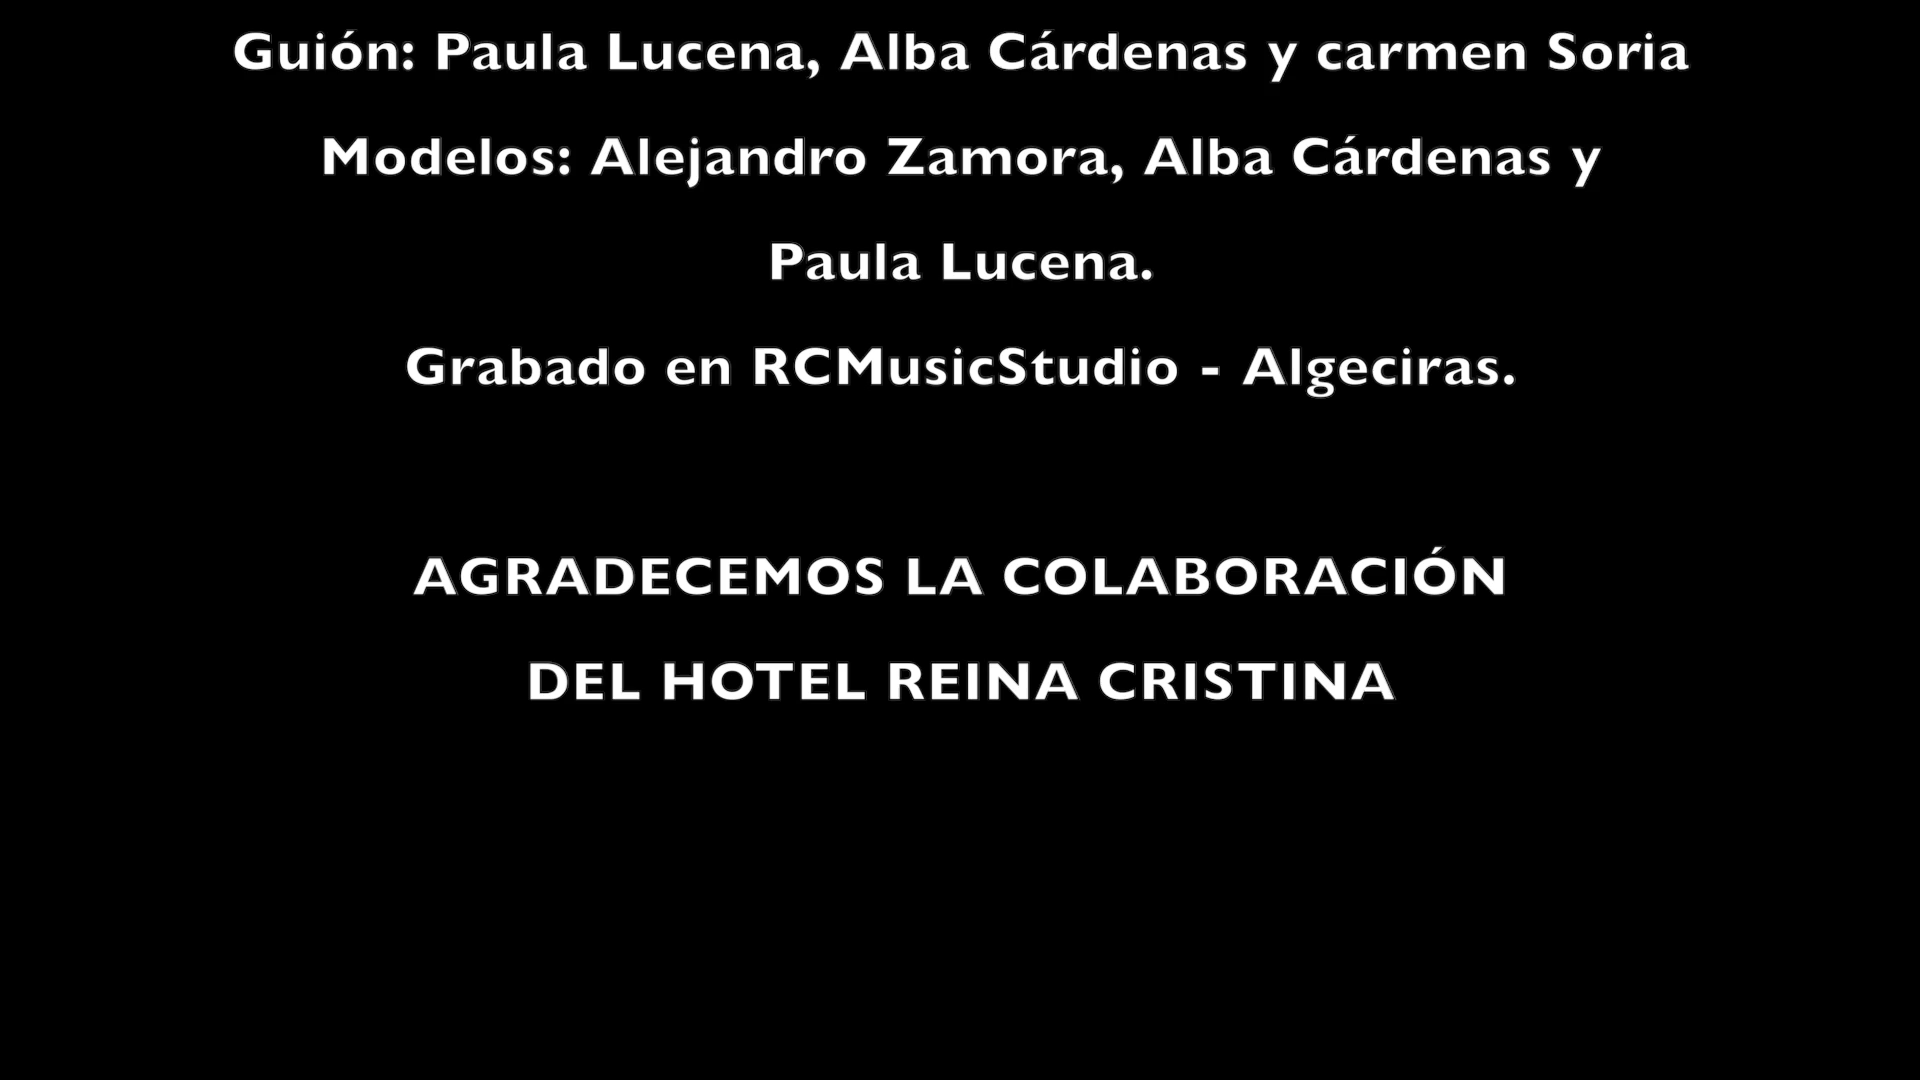 Guión: Paula Lucena, Alba Cárdenas y carmen Soria
Modelos: Alejandro Zamora, Alba Cárdenas y
Paula Lucena.
Grabado en RCMusicStudio - Algeciras.
AGRADECEMOS LA COLABORACIÓN
DEL HOTEL REINA CRISTINA